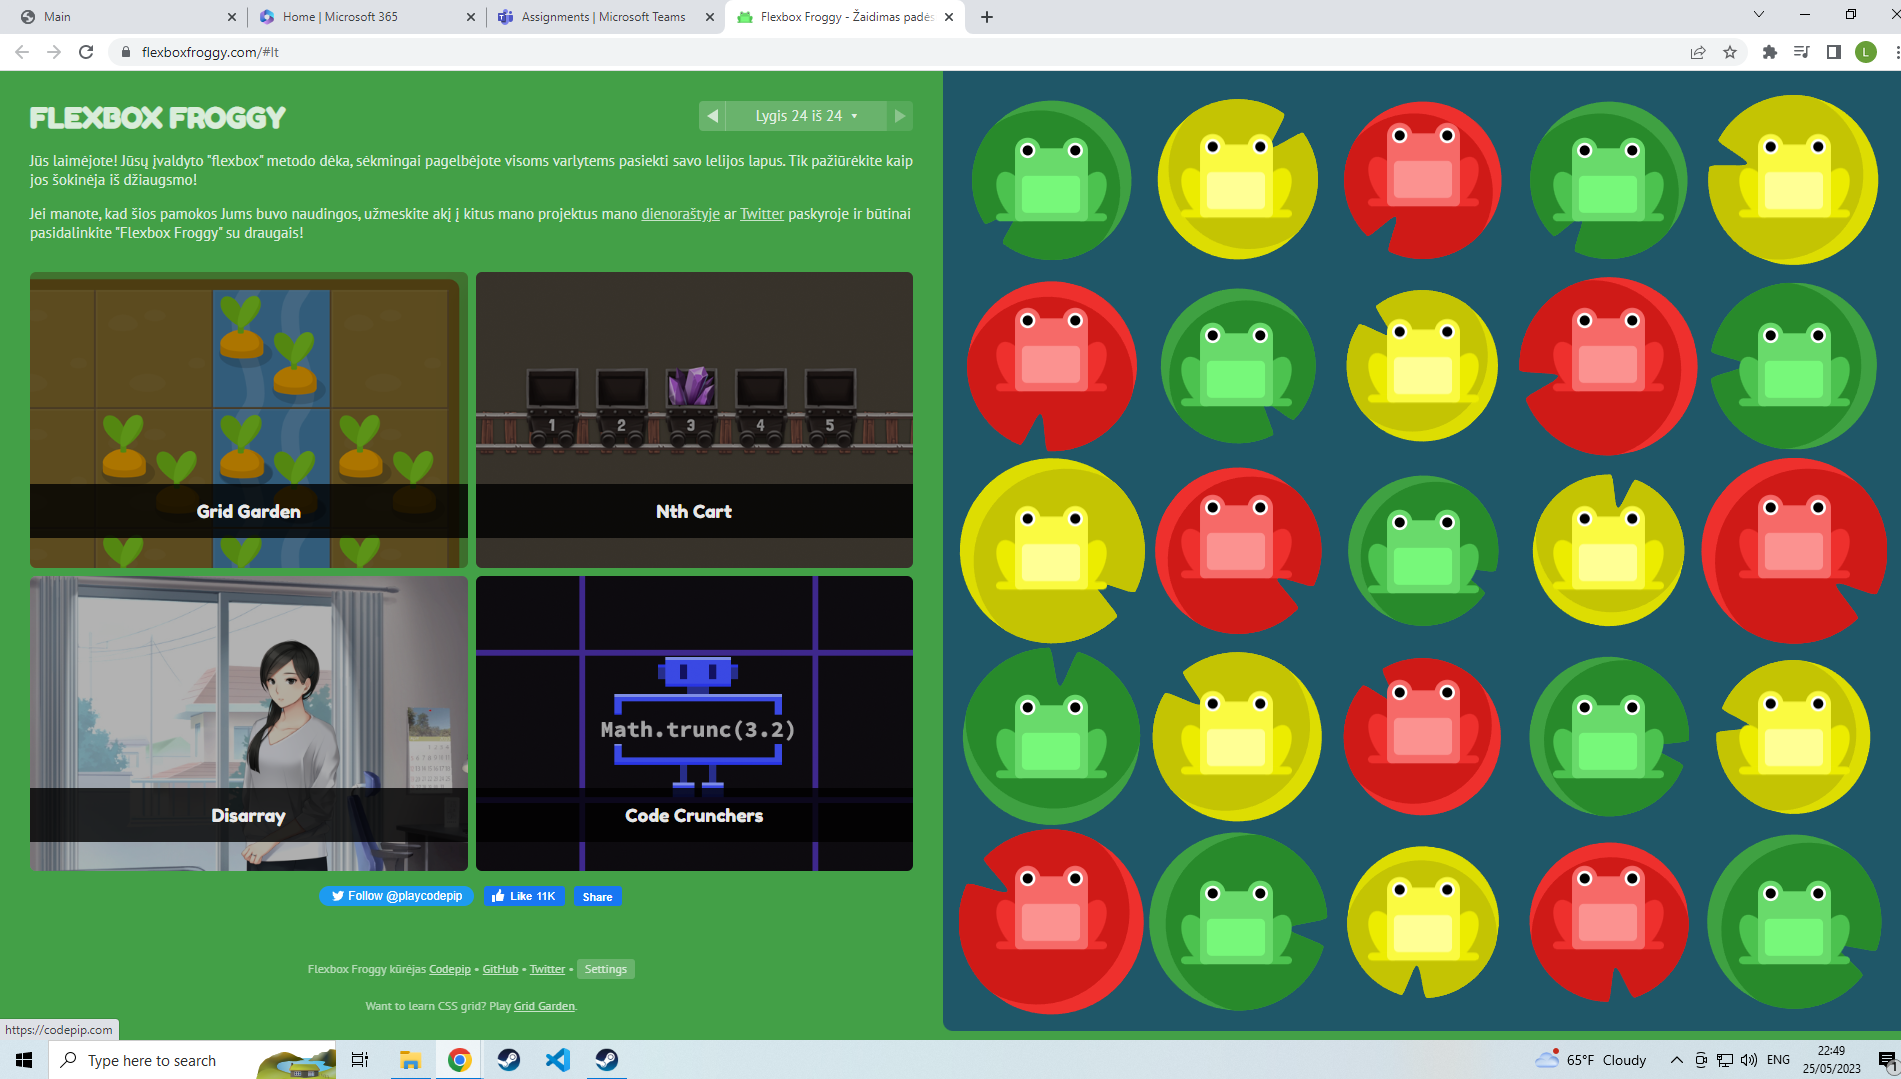 Main
Home | Microsoft 365
Assignments | Microsoft Teams
Flexbox Froggy - Žaidimas padės
flexboxfroggy.com/#lt
L
FLEXBOX FROGGY
Lygis 24 iš 24
Jūs laimėjote! Jūsų įvaldyto "flexbox" metodo dėka, sėkmingai pagelbėjote visoms varlytems pasiekti savo lelijos lapus. Tik pažiūrėkite kaip
jos šokinėja iš džiaugsmo!
Jei manote, kad šios pamokos Jums buvo naudingos, užmeskite akį į kitus mano projektus mano dienoraštyje ar Twitter paskyroje ir būtinai
pasidalinkite "Flexbox Froggy" su draugais!
Grid Garden
1 2 3 4 5
Nth Cart
Disarray
Math.trunc(3.2)
Code Crunchers
Follow @playcodepip
Like 11K
Share
Flexbox Froggy kūrėjas Codepip • GitHub • Twitter • Settings
Want to learn CSS grid? Play Grid Garden.
https://codepip.com
Type here to search
65°F Cloudy
ENG
22:49
25/05/2023
1